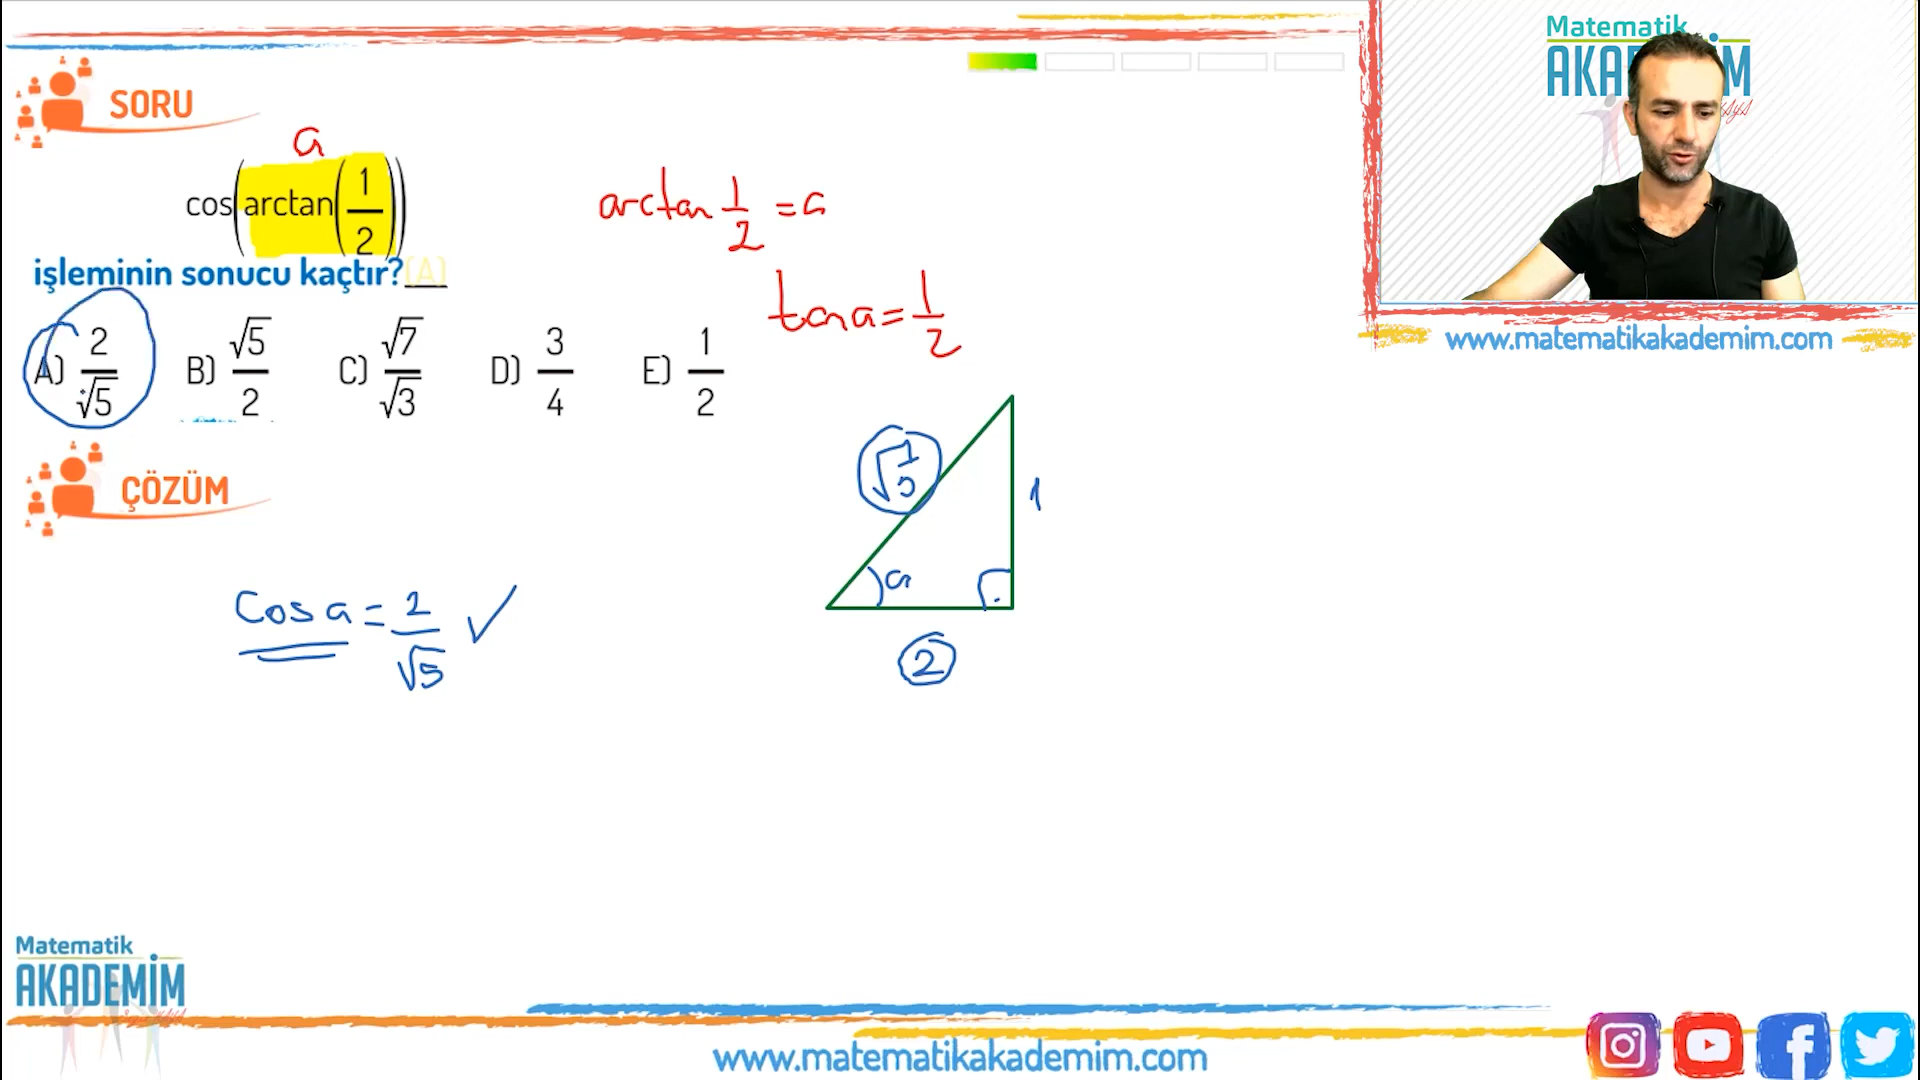 Matematik
AKADEMİM
SORU
a
cos(arctan(1/2))
arctan 1/2 = a
işleminin sonucu kaçtır? (A)
tan a = 1/2
www.matematikakademim.com
A) 2/√5 B) √5/2 C) √7/√3 D) 3/4 E) 1/2
√5
1
ÇÖZÜM
a
cos a = 2/√5 ✓
2
Matematik
AKADEMİM
www.matematikakademim.com